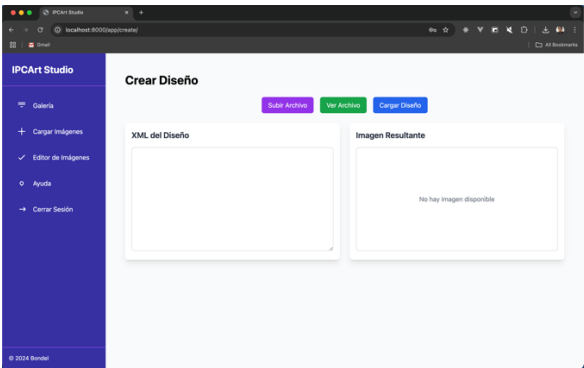 IPCArt Studio
localhost:8000/app/create/
Gmail
All Bookmarks
IPCArt Studio
Galería
Cargar Imágenes
Editor de Imágenes
Ayuda
Cerrar Sesión
© 2024 Bondel
Crear Diseño
Subir Archivo
Ver Archivo
Cargar Diseño
XML del Diseño
Imagen Resultante
No hay imagen disponible